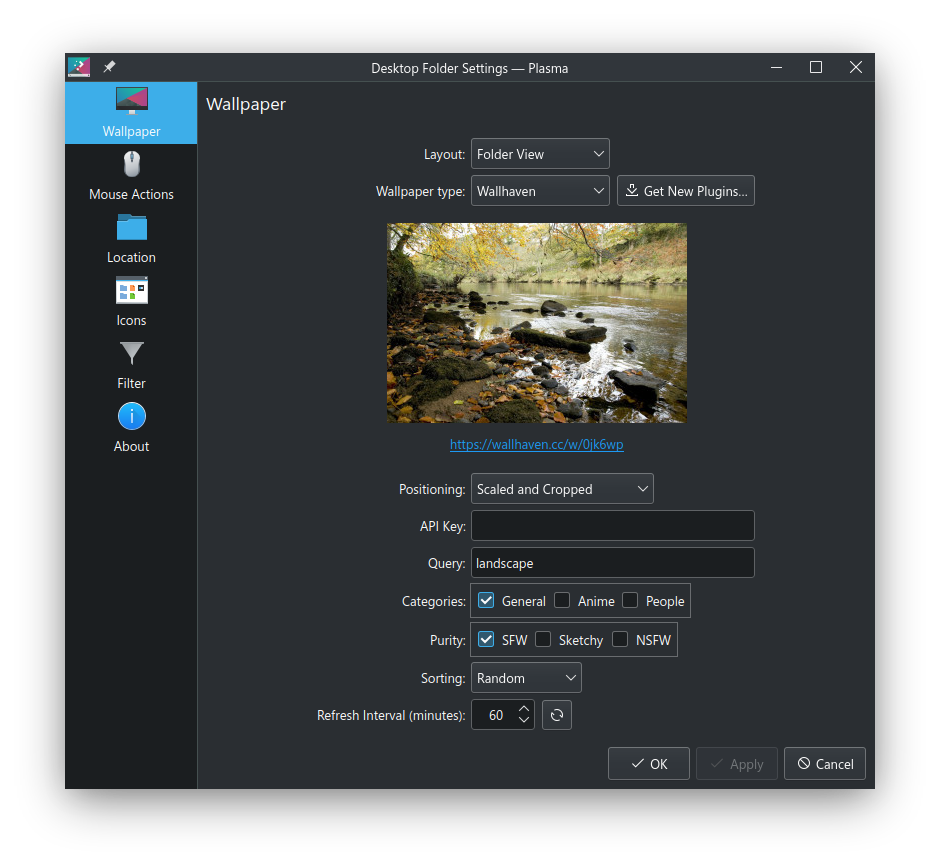 Desktop Folder Settings — Plasma
Wallpaper
Mouse Actions
Location
Icons
Filter
About
Wallpaper
Layout: Folder View
Wallpaper type: Wallhaven Get New Plugins...
https://wallhaven.cc/w/0jk6wp
Positioning: Scaled and Cropped
API Key:
Query: landscape
Categories: General Anime People
Purity: SFW Sketchy NSFW
Sorting: Random
Refresh Interval (minutes): 60
OK Apply Cancel